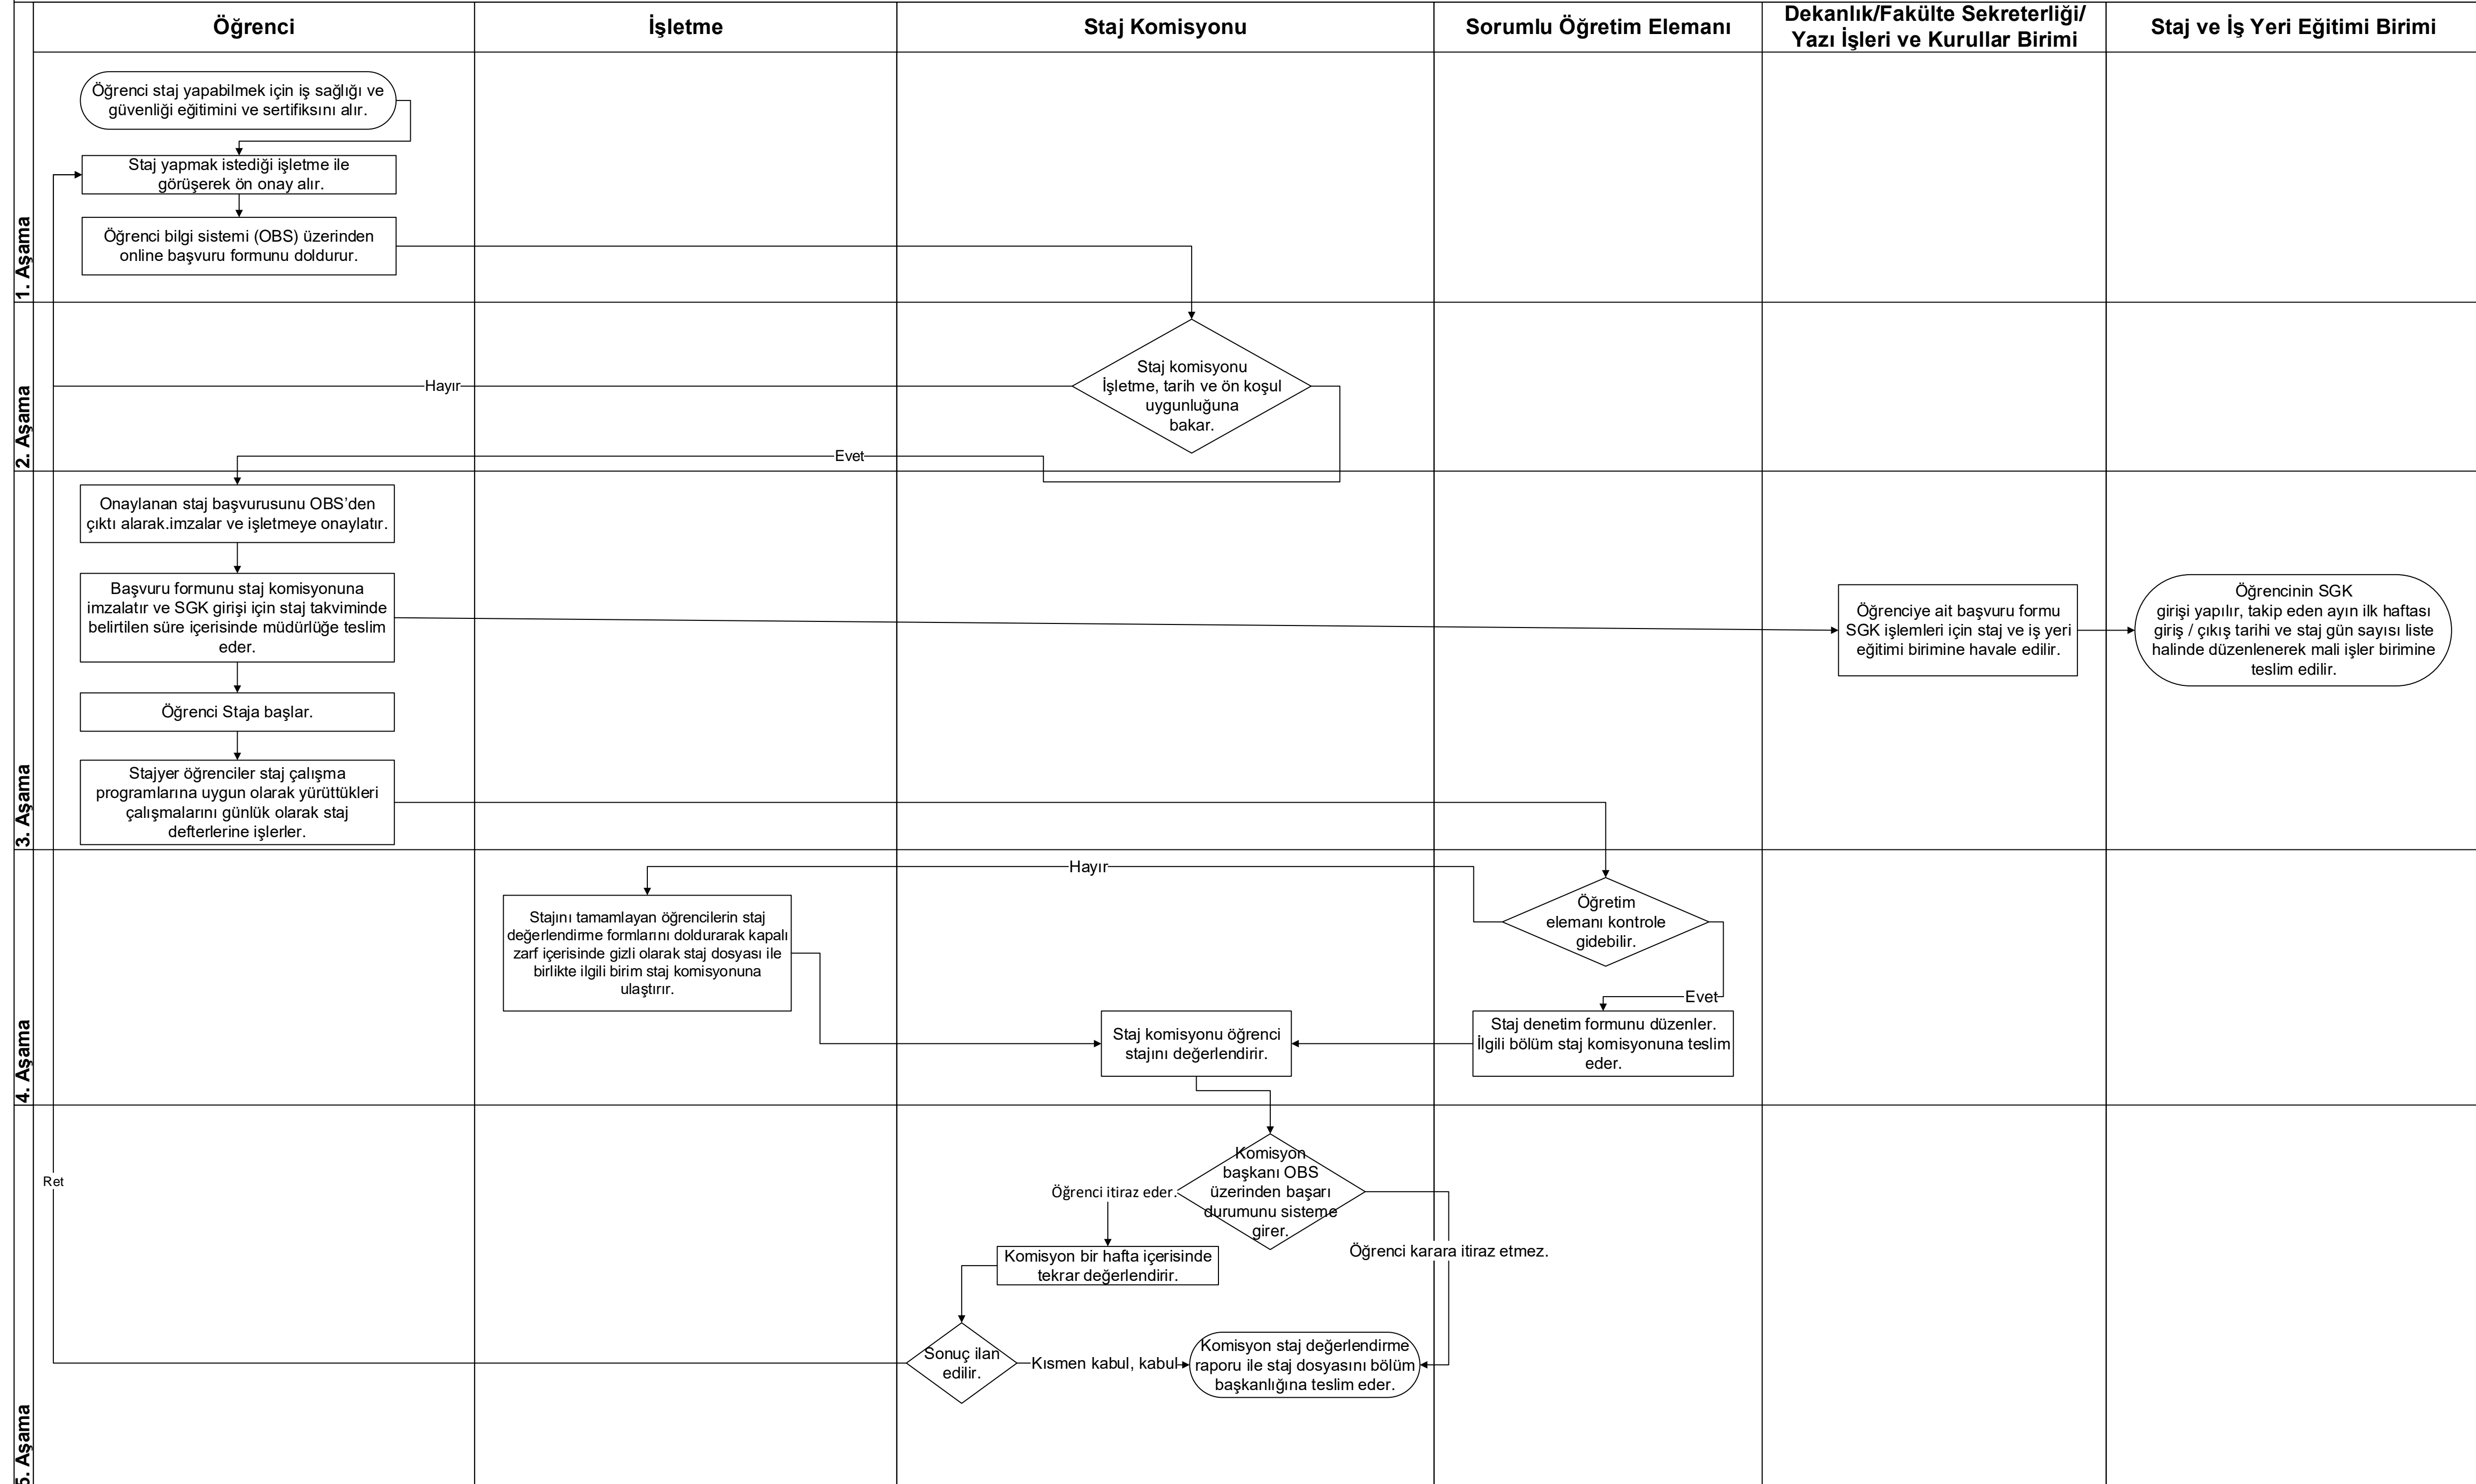 Öğrenci
İşletme
Staj Komisyonu
Sorumlu Öğretim Elemanı
Dekanlık/Fakülte Sekreterliği/
Yazı İşleri ve Kurullar Birimi
Staj ve İş Yeri Eğitimi Birimi
1. Aşama
Öğrenci staj yapabilmek için iş sağlığı ve
güvenliği eğitimini ve sertifiksını alır.
Staj yapmak istediği işletme ile
görüşerek ön onay alır.
Öğrenci bilgi sistemi (OBS) üzerinden
online başvuru formunu doldurur.
2. Aşama
Staj komisyonu
İşletme, tarih ve ön koşul
uygunluğuna
bakar.
Hayır
Evet
3. Aşama
Onaylanan staj başvurusunu OBS’den
çıktı alarak.imzalar ve işletmeye onaylatır.
Başvuru formunu staj komisyonuna
imzalatır ve SGK girişi için staj takviminde
belirtilen süre içerisinde müdürlüğe teslim
eder.
Öğrenciye ait başvuru formu
SGK işlemleri için staj ve iş yeri
eğitimi birimine havale edilir.
Öğrencinin SGK
girişi yapılır, takip eden ayın ilk haftası
giriş / çıkış tarihi ve staj gün sayısı liste
halinde düzenlenerek mali işler birimine
teslim edilir.
Öğrenci Staja başlar.
Stajyer öğrenciler staj çalışma
programlarına uygun olarak yürüttükleri
çalışmalarını günlük olarak staj
defterlerine işlerler.
4. Aşama
Hayır
Öğretim
elemanı kontrole
gidebilir.
Stajını tamamlayan öğrencilerin staj
değerlendirme formlarını doldurarak kapalı
zarf içerisinde gizli olarak staj dosyası ile
birlikte ilgili birim staj komisyonuna
ulaştırır.
Evet
Staj komisyonu öğrenci
stajını değerlendirir.
Staj denetim formunu düzenler.
İlgili bölüm staj komisyonuna teslim
eder.
5. Aşama
Ret
Komisyon
başkanı OBS
üzerinden başarı
durumunu sisteme
girer.
Öğrenci itiraz eder.
Öğrenci karara itiraz etmez.
Komisyon bir hafta içerisinde
tekrar değerlendirir.
Sonuç ilan
edilir.
Kısmen kabul, kabul
Komisyon staj değerlendirme
raporu ile staj dosyasını bölüm
başkanlığına teslim eder.